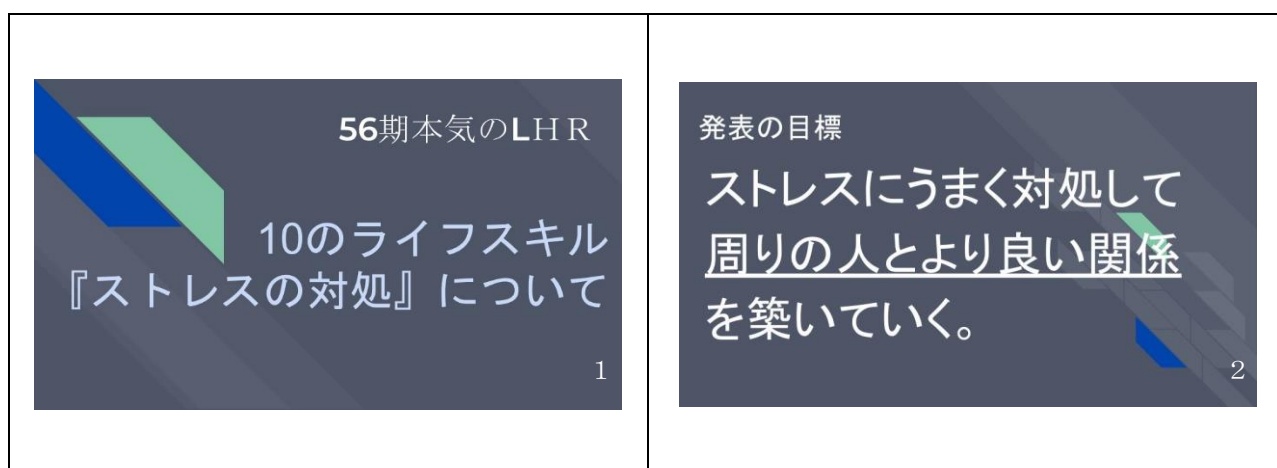 56期本気のLHR
10のライフスキル
『ストレスの対処』について
1
発表の目標
ストレスにうまく対処して
周りの人とより良い関係
を築いていく。
2